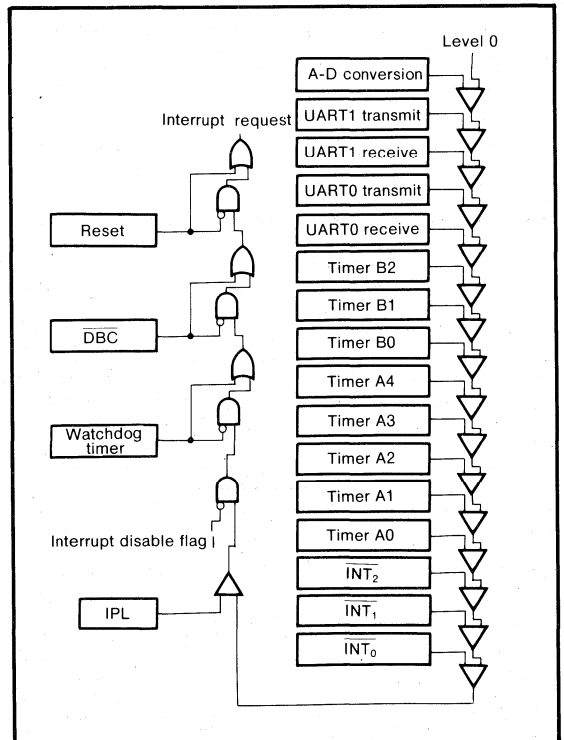 Level 0
A-D conversion
UART1 transmit
Interrupt request
UART1 receive
UART0 transmit
Reset
UART0 receive
Timer B2
Timer B1
DBC
Timer B0
Timer A4
Timer A3
Watchdog
timer
Timer A2
Timer A1
Timer A0
Interrupt disable flag I
INT₂
IPL
INT₁
INT₀